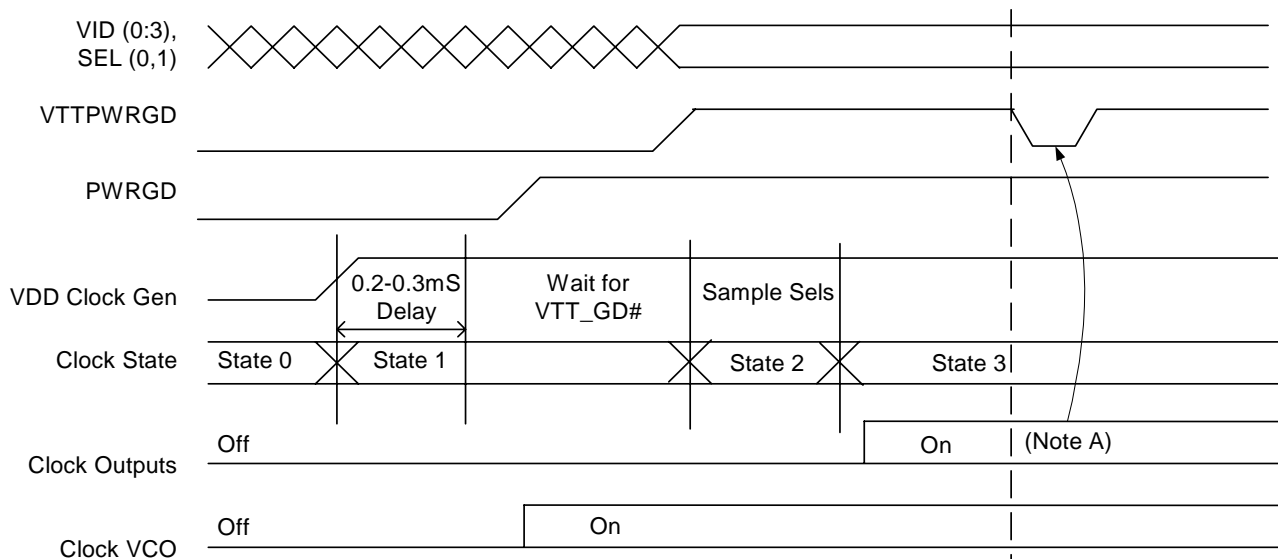 VID (0:3),
SEL (0,1)
VTTPWRGD
PWRGD
VDD Clock Gen
0.2-0.3mS
Delay
Wait for
VTT_GD#
Sample Sels
Clock State
State 0
State 1
State 2
State 3
Clock Outputs
Off
On
(Note A)
Clock VCO
Off
On